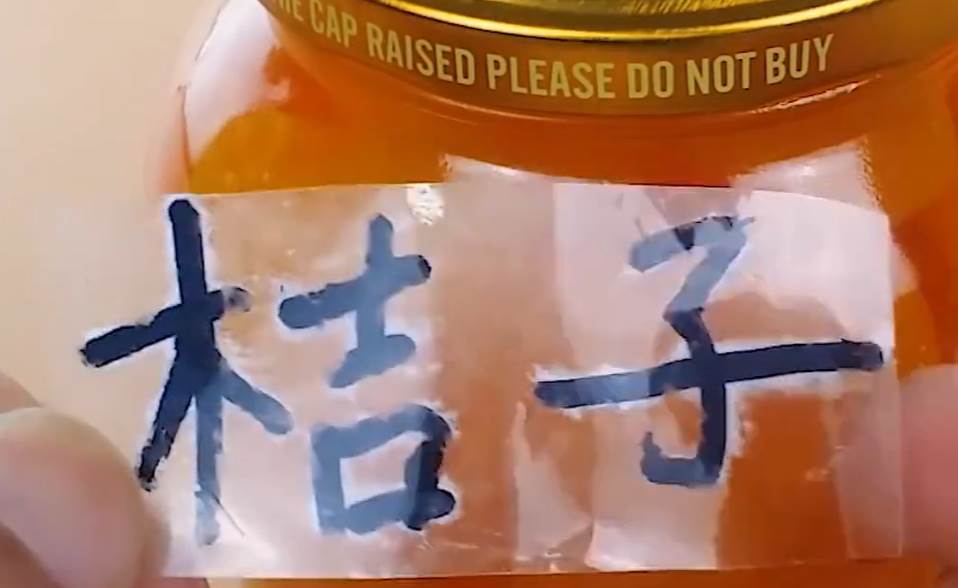 CAP RAISED PLEASE DO NOT BUY
桔子